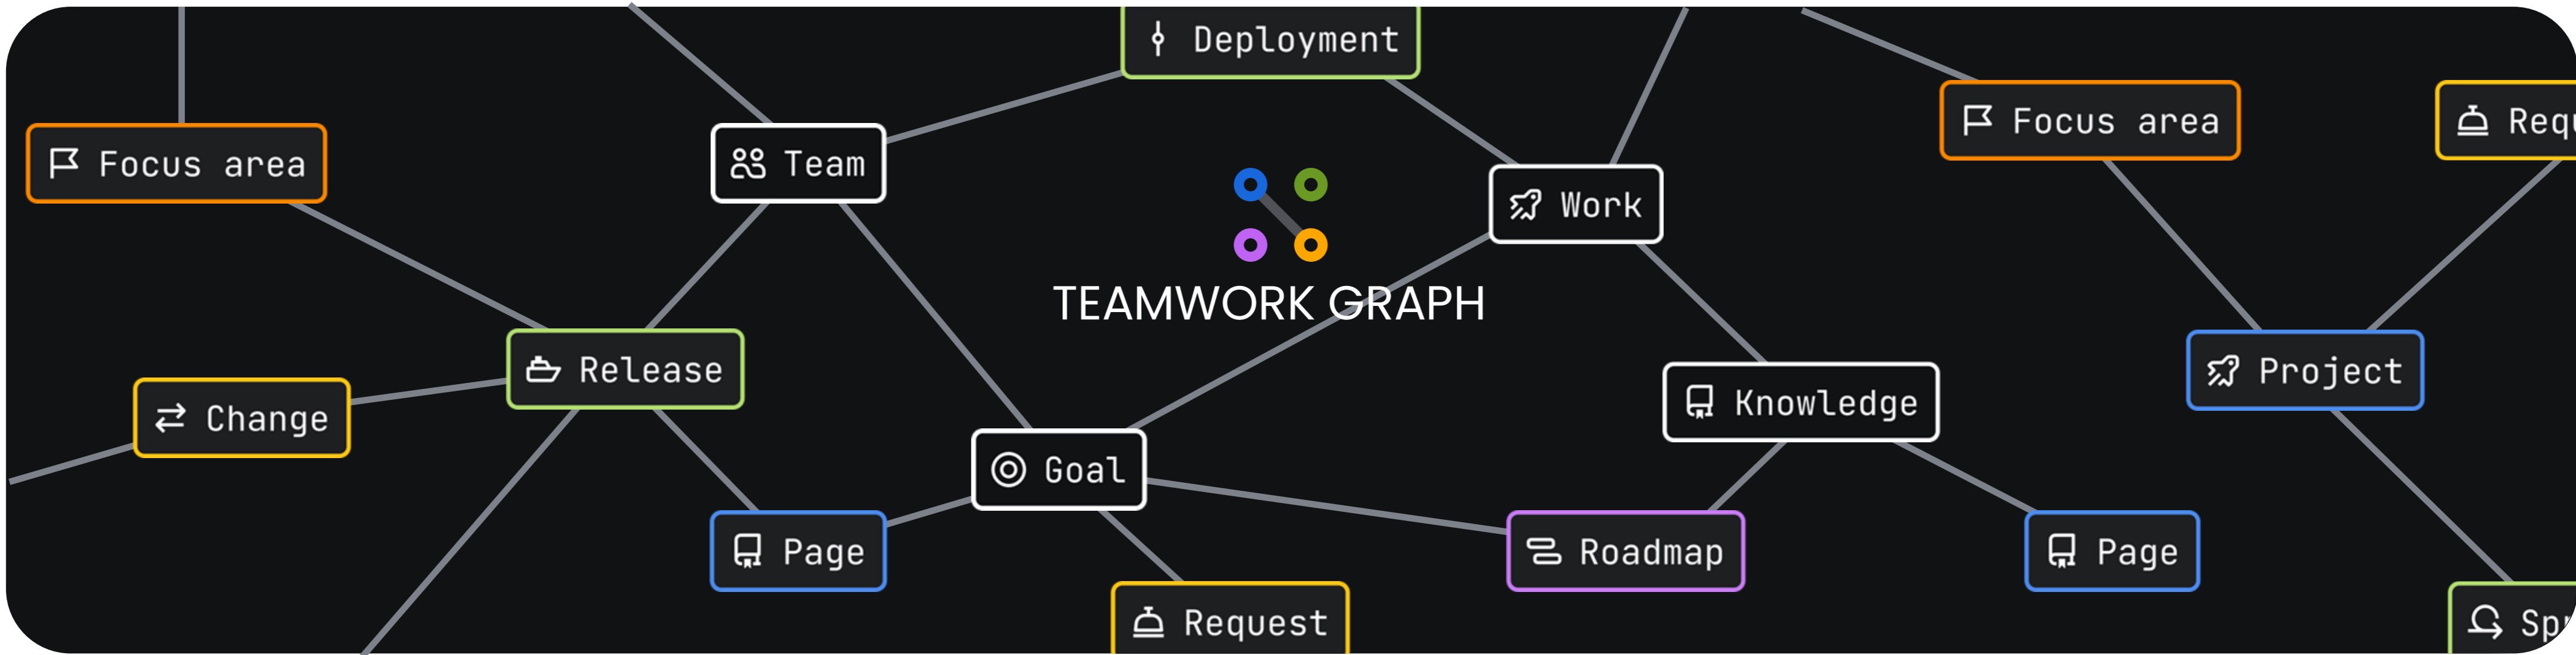 Deployment
Focus area
Team
Focus area
Work
TEAMWORK GRAPH
Release
Project
Change
Knowledge
Goal
Page
Roadmap
Page
Request